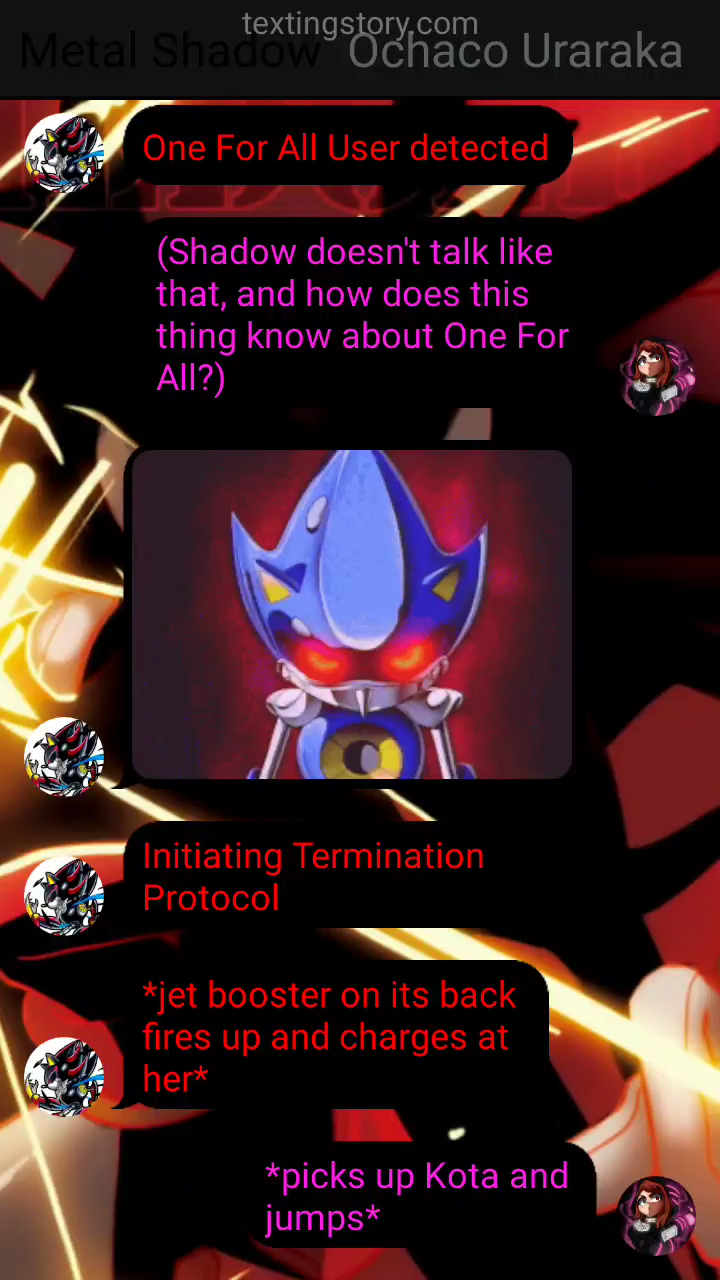 textingstory.com
Metal Shadow Ochaco Uraraka
One For All User detected
(Shadow doesn't talk like
that, and how does this
thing know about One For
All?)
Initiating Termination
Protocol
*jet booster on its back
fires up and charges at
her*
*picks up Kota and
jumps*